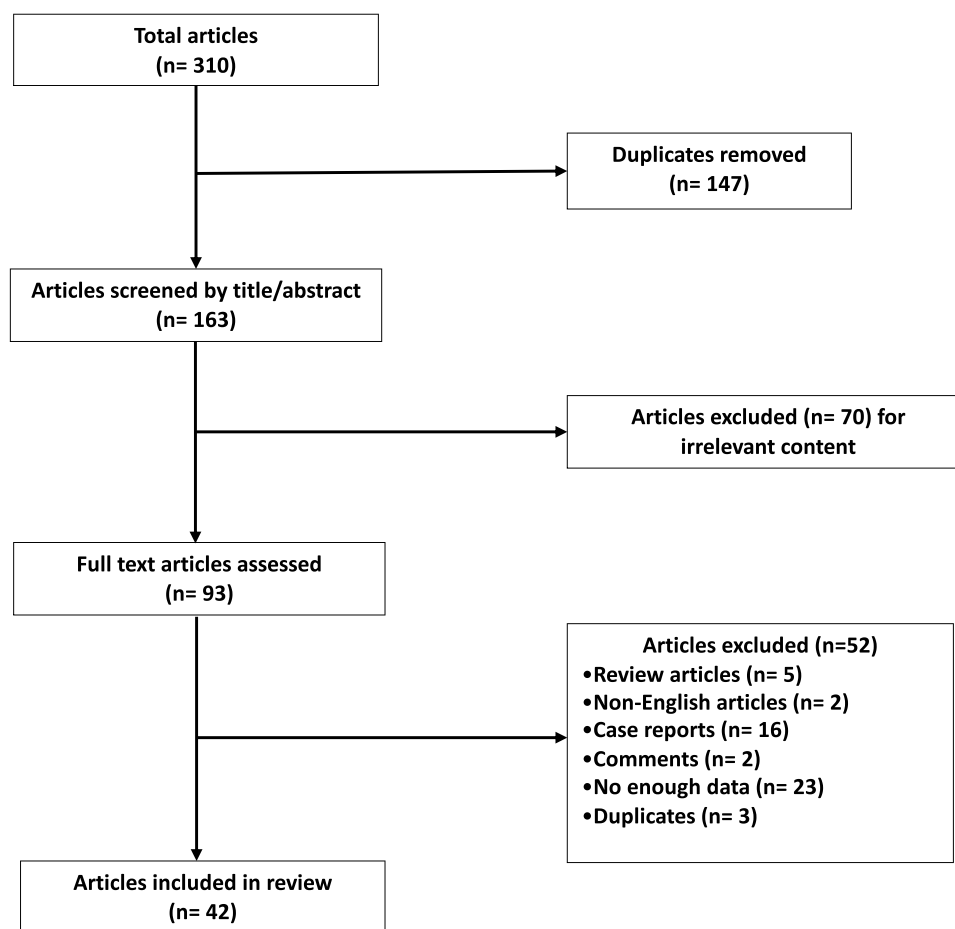 Total articles
(n= 310)
Duplicates removed
(n= 147)
Articles screened by title/abstract
(n= 163)
Articles excluded (n= 70) for
irrelevant content
Full text articles assessed
(n= 93)
Articles excluded (n=52)
•Review articles (n= 5)
•Non-English articles (n= 2)
•Case reports (n= 16)
•Comments (n= 2)
•No enough data (n= 23)
•Duplicates (n= 3)
Articles included in review
(n= 42)